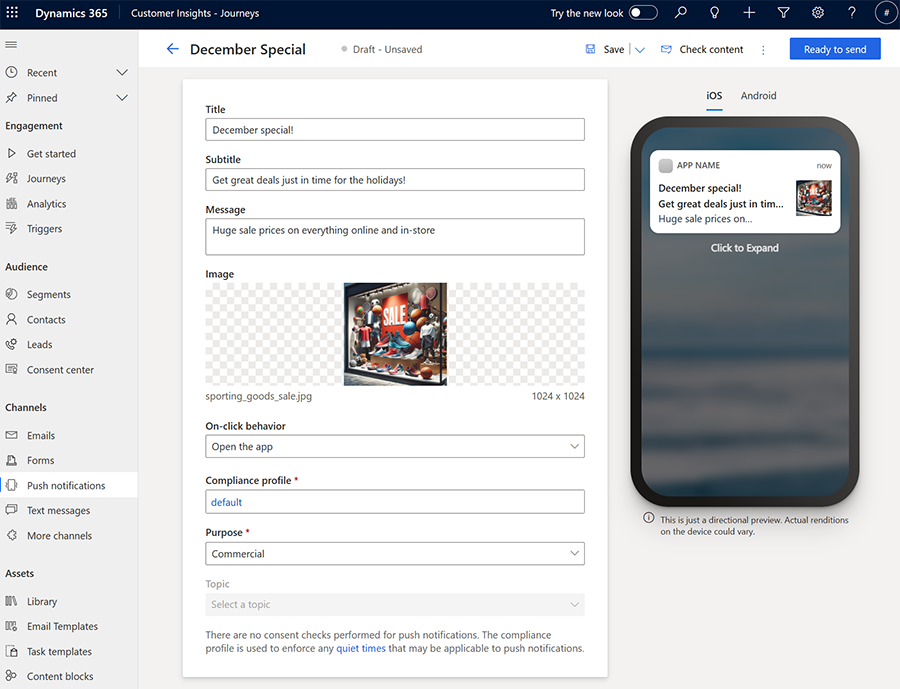 Dynamics 365
Customer Insights - Journeys
Try the new look
?
#
December Special
Draft - Unsaved
Save
Check content
Ready to send
Recent
Pinned
Engagement
Get started
Journeys
Analytics
Triggers
Audience
Segments
Contacts
Leads
Consent center
Channels
Emails
Forms
Push notifications
Text messages
More channels
Assets
Library
Email Templates
Task templates
Content blocks
Title
December special!
Subtitle
Get great deals just in time for the holidays!
Message
Huge sale prices on everything online and in-store
Image
SALE
sporting_goods_sale.jpg
1024 x 1024
On-click behavior
Open the app
Compliance profile *
default
Purpose *
Commercial
Topic
Select a topic
There are no consent checks performed for push notifications. The compliance
profile is used to enforce any quiet times that may be applicable to push notifications.
iOS
Android
APP NAME
now
December special!
Get great deals just in tim...
Huge sale prices on...
Click to Expand
This is just a directional preview. Actual renditions
on the device could vary.